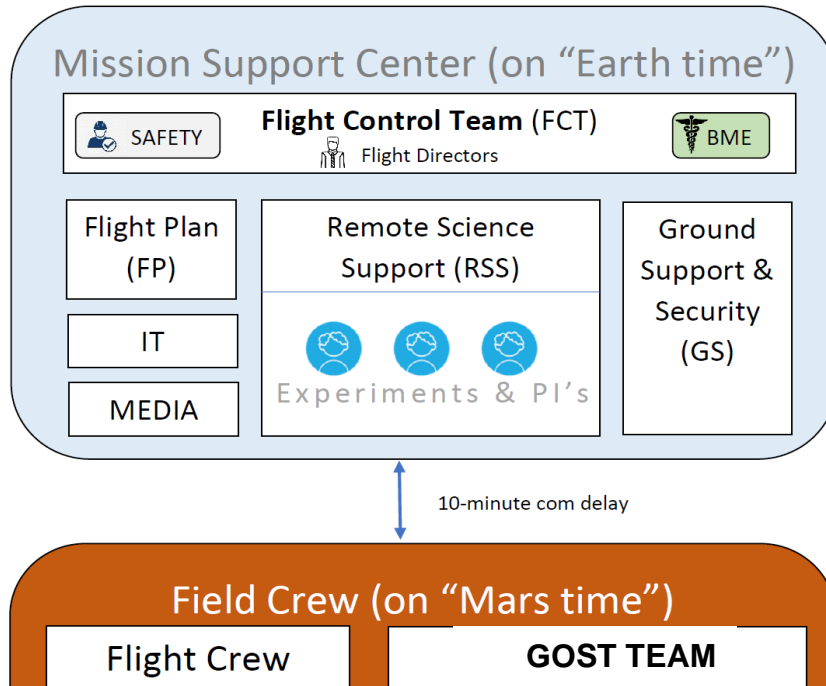 Mission Support Center (on “Earth time”)
SAFETY
Flight Control Team (FCT)
Flight Directors
BME
Flight Plan
(FP)
IT
MEDIA
Remote Science
Support (RSS)
Experiments & PI’s
Ground
Support &
Security
(GS)
10-minute com delay
Field Crew (on “Mars time”)
Flight Crew
GOST TEAM